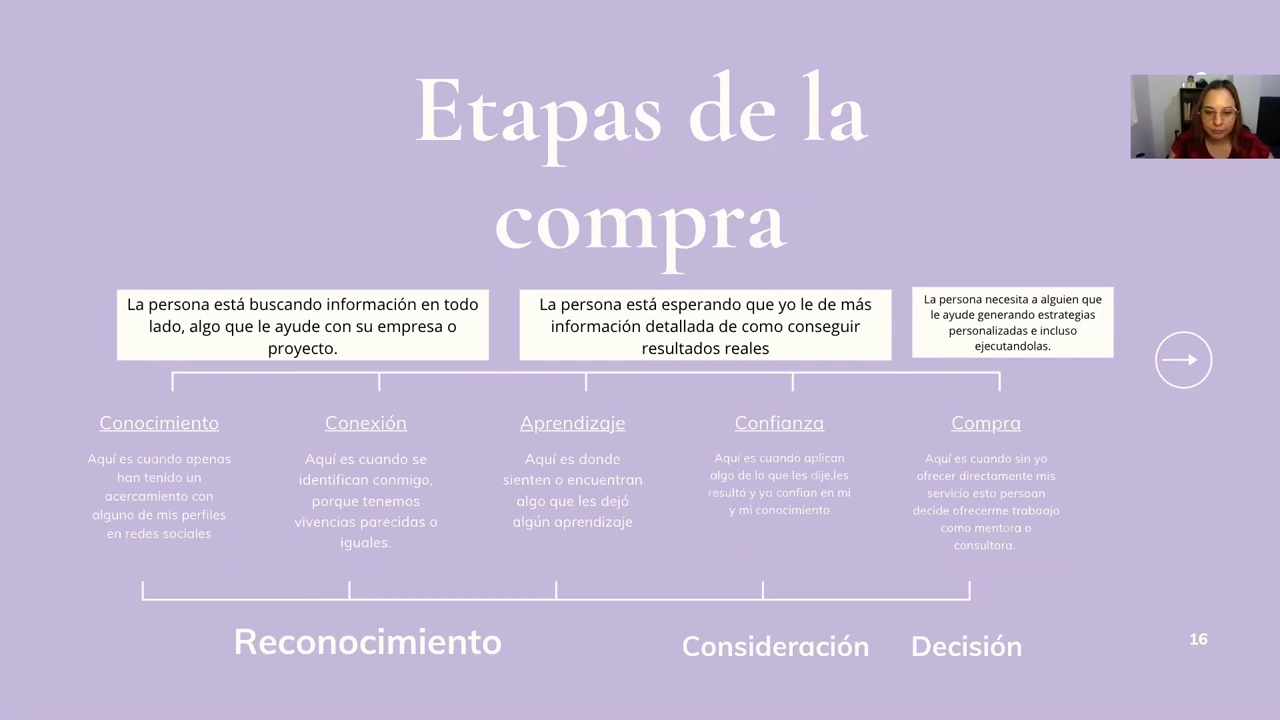 Etapas de la
compra
La persona está buscando información en todo
lado, algo que le ayude con su empresa o
proyecto.
La persona está esperando que yo le de más
información detallada de como conseguir
resultados reales
La persona necesita a alguien que
le ayude generando estrategias
personalizadas e incluso
ejecutandolas.
Conocimiento
Aquí es cuando apenas
han tenido un
acercamiento con
alguno de mis perfiles
en redes sociales
Conexión
Aquí es cuando se
identifican conmigo,
porque tenemos
vivencias parecidas o
iguales.
Aprendizaje
Aquí es donde
sienten o encuentran
algo que les dejó
algún aprendizaje
Confianza
Aquí es cuando aplican
algo de lo que les dije,les
resultó y ya confian en mi
y mi conocimiento
Compra
Aquí es cuando sin yo
ofrecer directamente mis
servicio esta persoan
decide ofrecerme trabaajo
como mentora o
consultora.
Reconocimiento
Consideración
Decisión
16